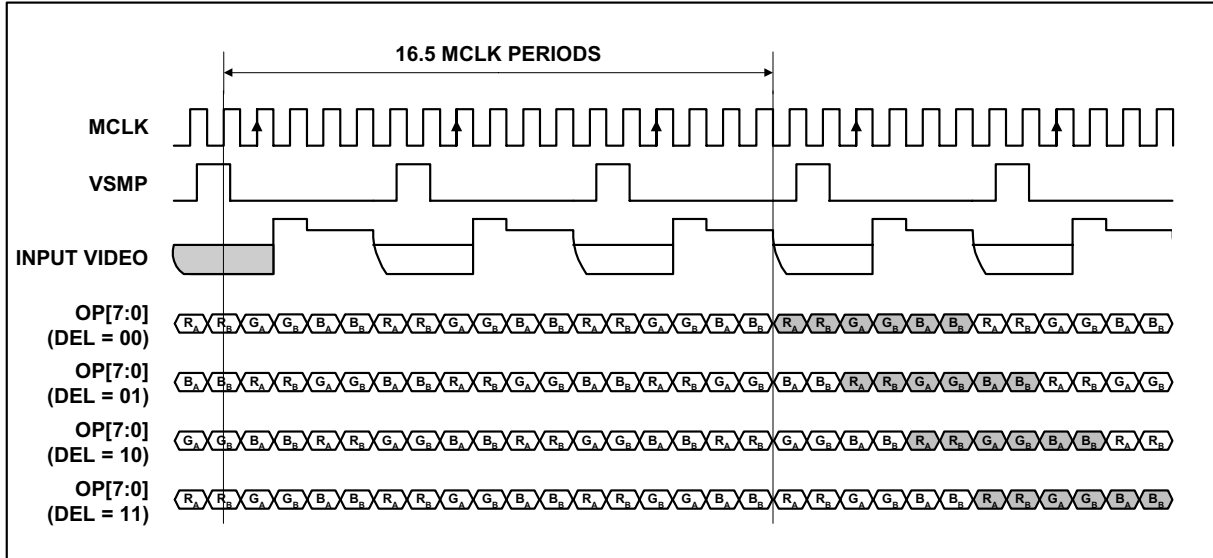 16.5 MCLK PERIODS
MCLK
VSMP
INPUT VIDEO
OP[7:0]
(DEL = 00)
RA RB GA GB BA BB RA RB GA GB BA BB RA RB GA GB BA BB RA RB GA GB BA BB RA RB GA GB BA BB
OP[7:0]
(DEL = 01)
BA BB RA RB GA GB BA BB RA RB GA GB BA BB RA RB GA GB BA BB RA RB GA GB BA BB RA RB GA GB
OP[7:0]
(DEL = 10)
GA GB BA BB RA RB GA GB BA BB RA RB GA GB BA BB RA RB GA GB BA BB RA RB GA GB BA BB RA RB
OP[7:0]
(DEL = 11)
RA RB GA GB BA BB RA RB GA GB BA BB RA RB GA GB BA BB RA RB GA GB BA BB RA RB GA GB BA BB